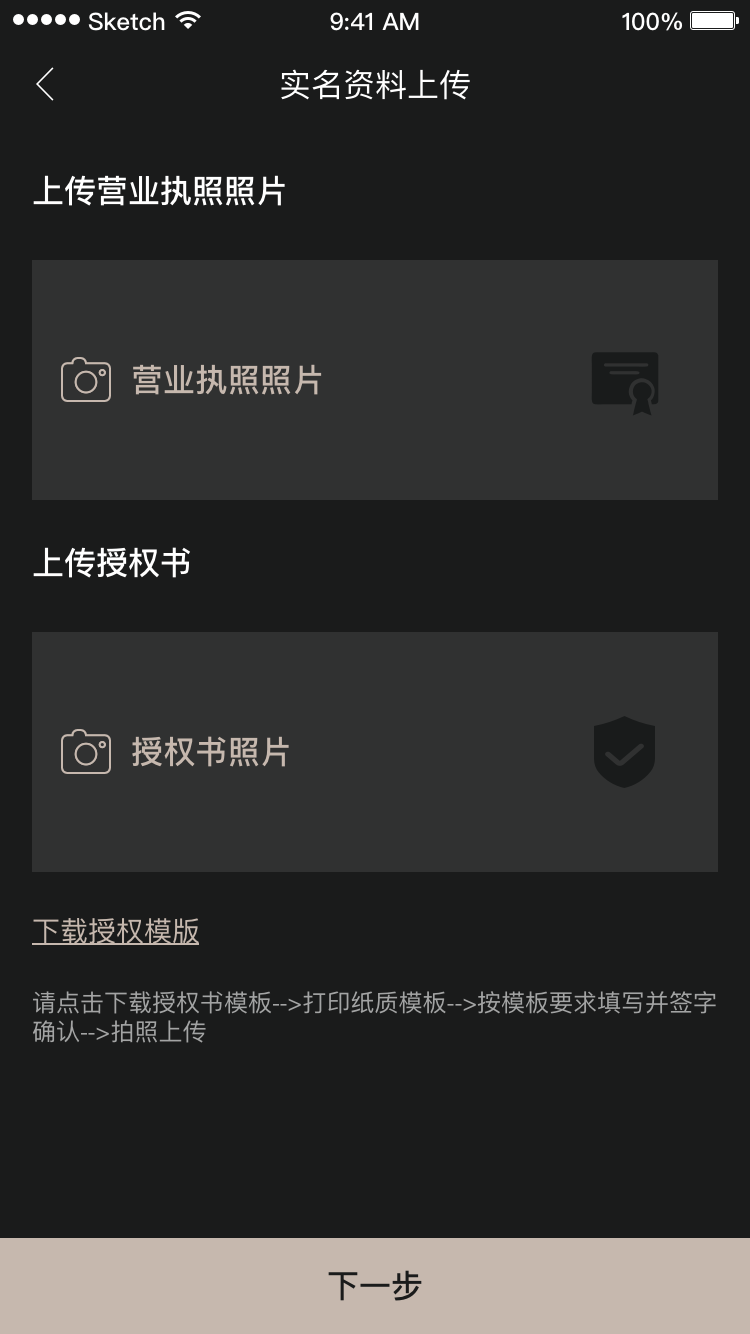 Sketch 9:41 AM 100%
实名资料上传
上传营业执照照片
营业执照照片
上传授权书
授权书照片
下载授权模版
请点击下载授权书模板-->打印纸质模板-->按模板要求填写并签字
确认-->拍照上传
下一步